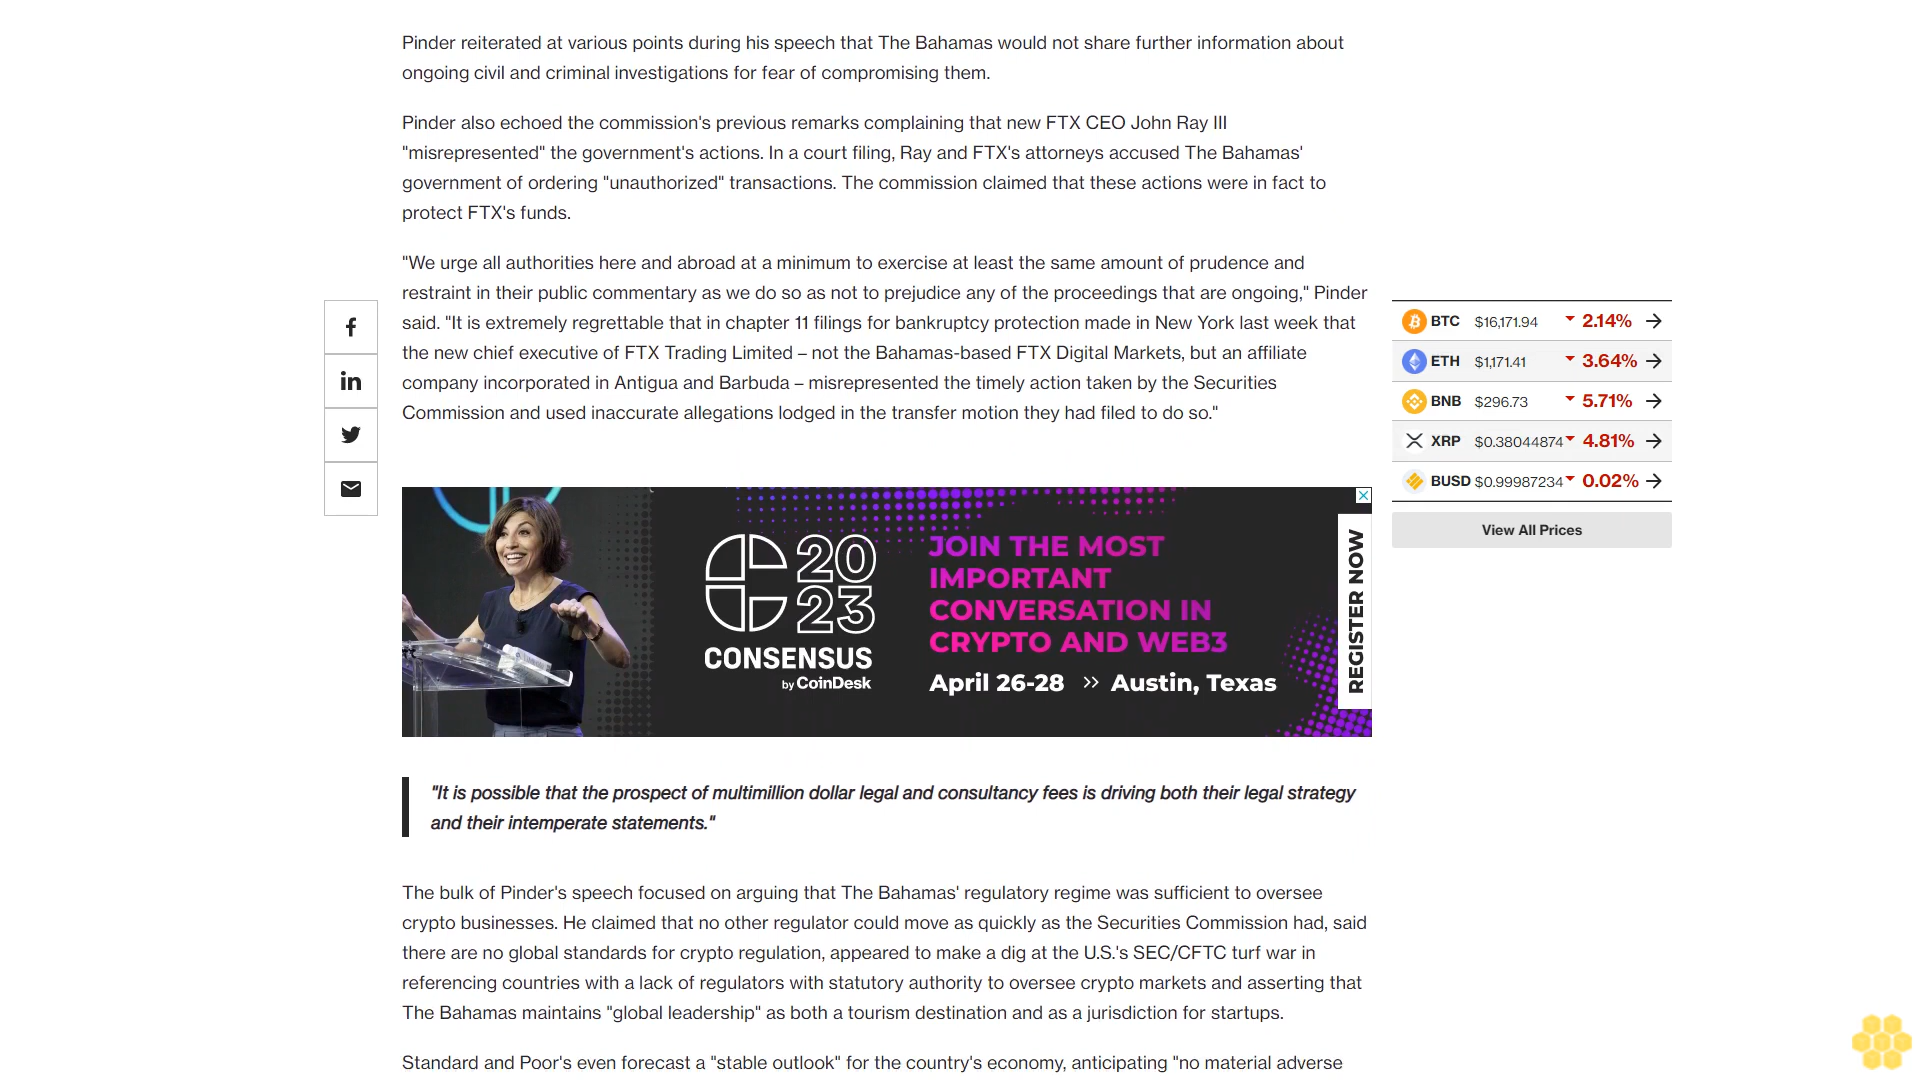 Pinder reiterated at various points during his speech that The Bahamas would not share further information about
ongoing civil and criminal investigations for fear of compromising them.
Pinder also echoed the commission's previous remarks complaining that new FTX CEO John Ray III
"misrepresented" the government's actions. In a court filing, Ray and FTX's attorneys accused The Bahamas'
government of ordering "unauthorized" transactions. The commission claimed that these actions were in fact to
protect FTX's funds.
"We urge all authorities here and abroad at a minimum to exercise at least the same amount of prudence and
restraint in their public commentary as we do so as not to prejudice any of the proceedings that are ongoing," Pinder
said. "It is extremely regrettable that in chapter 11 filings for bankruptcy protection made in New York last week that
the new chief executive of FTX Trading Limited – not the Bahamas-based FTX Digital Markets, but an affiliate
company incorporated in Antigua and Barbuda – misrepresented the timely action taken by the Securities
Commission and used inaccurate allegations lodged in the transfer motion they had filed to do so."
BTC $16,171.94 2.14%
ETH $1,171.41 3.64%
BNB $296.73 5.71%
XRP $0.38044874 4.81%
BUSD $0.99987234 0.02%
View All Prices
2023
CONSENSUS
by CoinDesk
JOIN THE MOST
IMPORTANT
CONVERSATION IN
CRYPTO AND WEB3
April 26-28 >> Austin, Texas
REGISTER NOW
"It is possible that the prospect of multimillion dollar legal and consultancy fees is driving both their legal strategy
and their intemperate statements."
The bulk of Pinder's speech focused on arguing that The Bahamas' regulatory regime was sufficient to oversee
crypto businesses. He claimed that no other regulator could move as quickly as the Securities Commission had, said
there are no global standards for crypto regulation, appeared to make a dig at the U.S.'s SEC/CFTC turf war in
referencing countries with a lack of regulators with statutory authority to oversee crypto markets and asserting that
The Bahamas maintains "global leadership" as both a tourism destination and as a jurisdiction for startups.
Standard and Poor's even forecast a "stable outlook" for the country's economy, anticipating "no material adverse